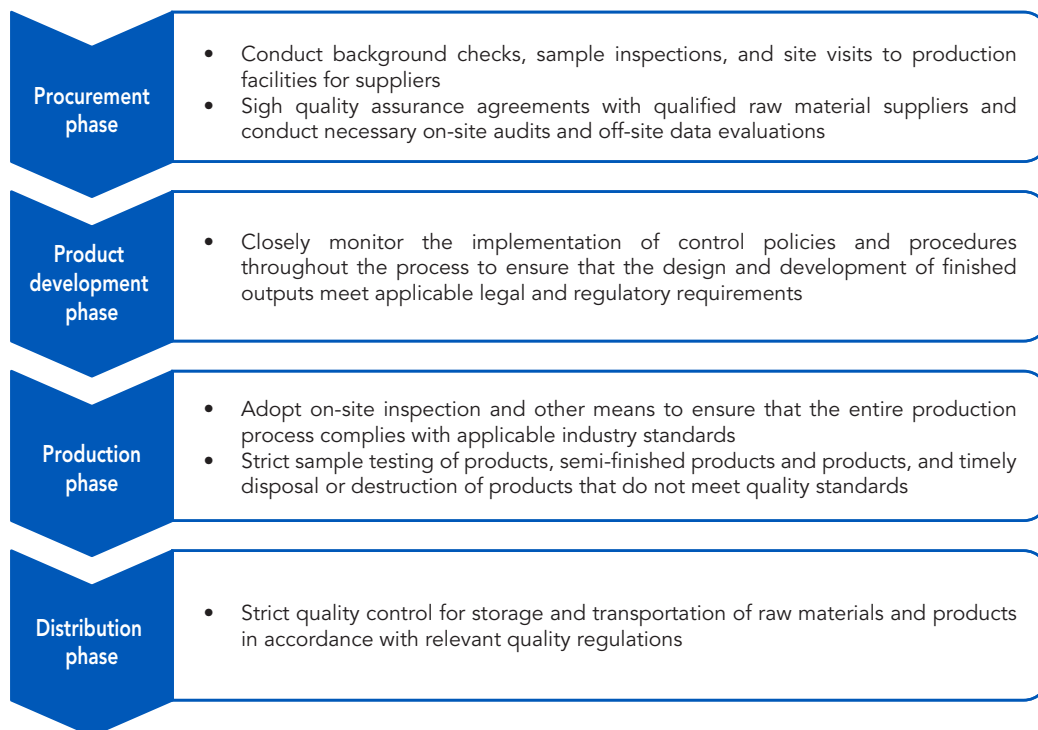 Procurement
phase
• Conduct background checks, sample inspections, and site visits to production
facilities for suppliers
• Sigh quality assurance agreements with qualified raw material suppliers and
conduct necessary on-site audits and off-site data evaluations
Product
development
phase
• Closely monitor the implementation of control policies and procedures
throughout the process to ensure that the design and development of finished
outputs meet applicable legal and regulatory requirements
Production
phase
• Adopt on-site inspection and other means to ensure that the entire production
process complies with applicable industry standards
• Strict sample testing of products, semi-finished products and products, and timely
disposal or destruction of products that do not meet quality standards
Distribution
phase
• Strict quality control for storage and transportation of raw materials and products
in accordance with relevant quality regulations